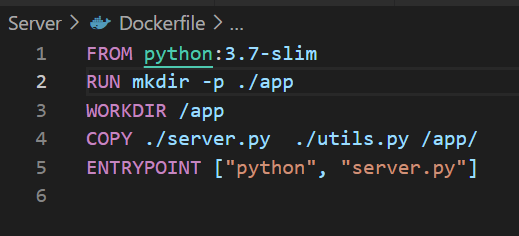 Server > Dockerfile > ...
1 FROM python:3.7-slim
2 RUN mkdir -p ./app
3 WORKDIR /app
4 COPY ./server.py  ./utils.py /app/
5 ENTRYPOINT ["python", "server.py"]
6